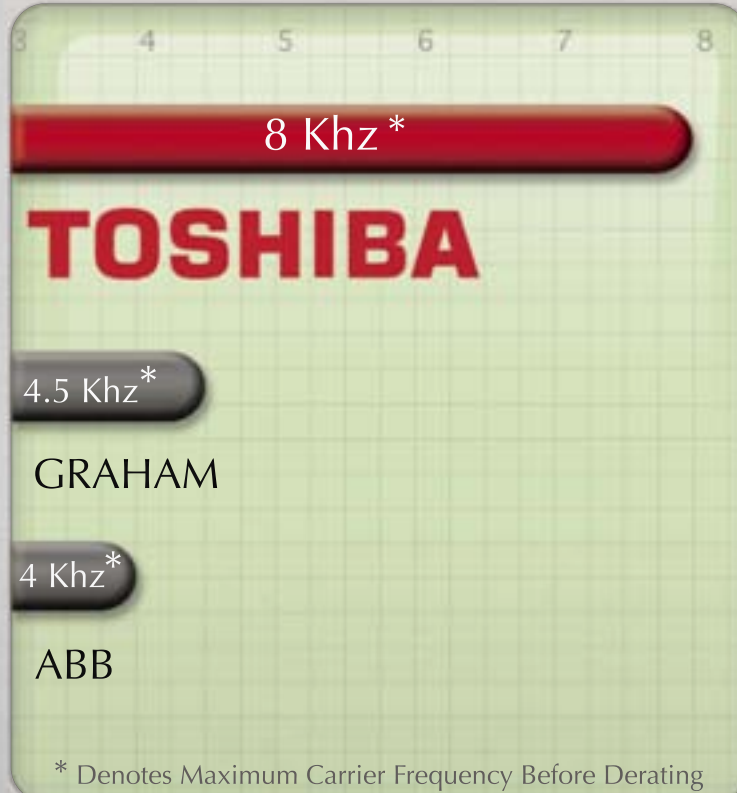 3 4 5 6 7 8
8 Khz *
TOSHIBA
4.5 Khz*
GRAHAM
4 Khz*
ABB
* Denotes Maximum Carrier Frequency Before Derating